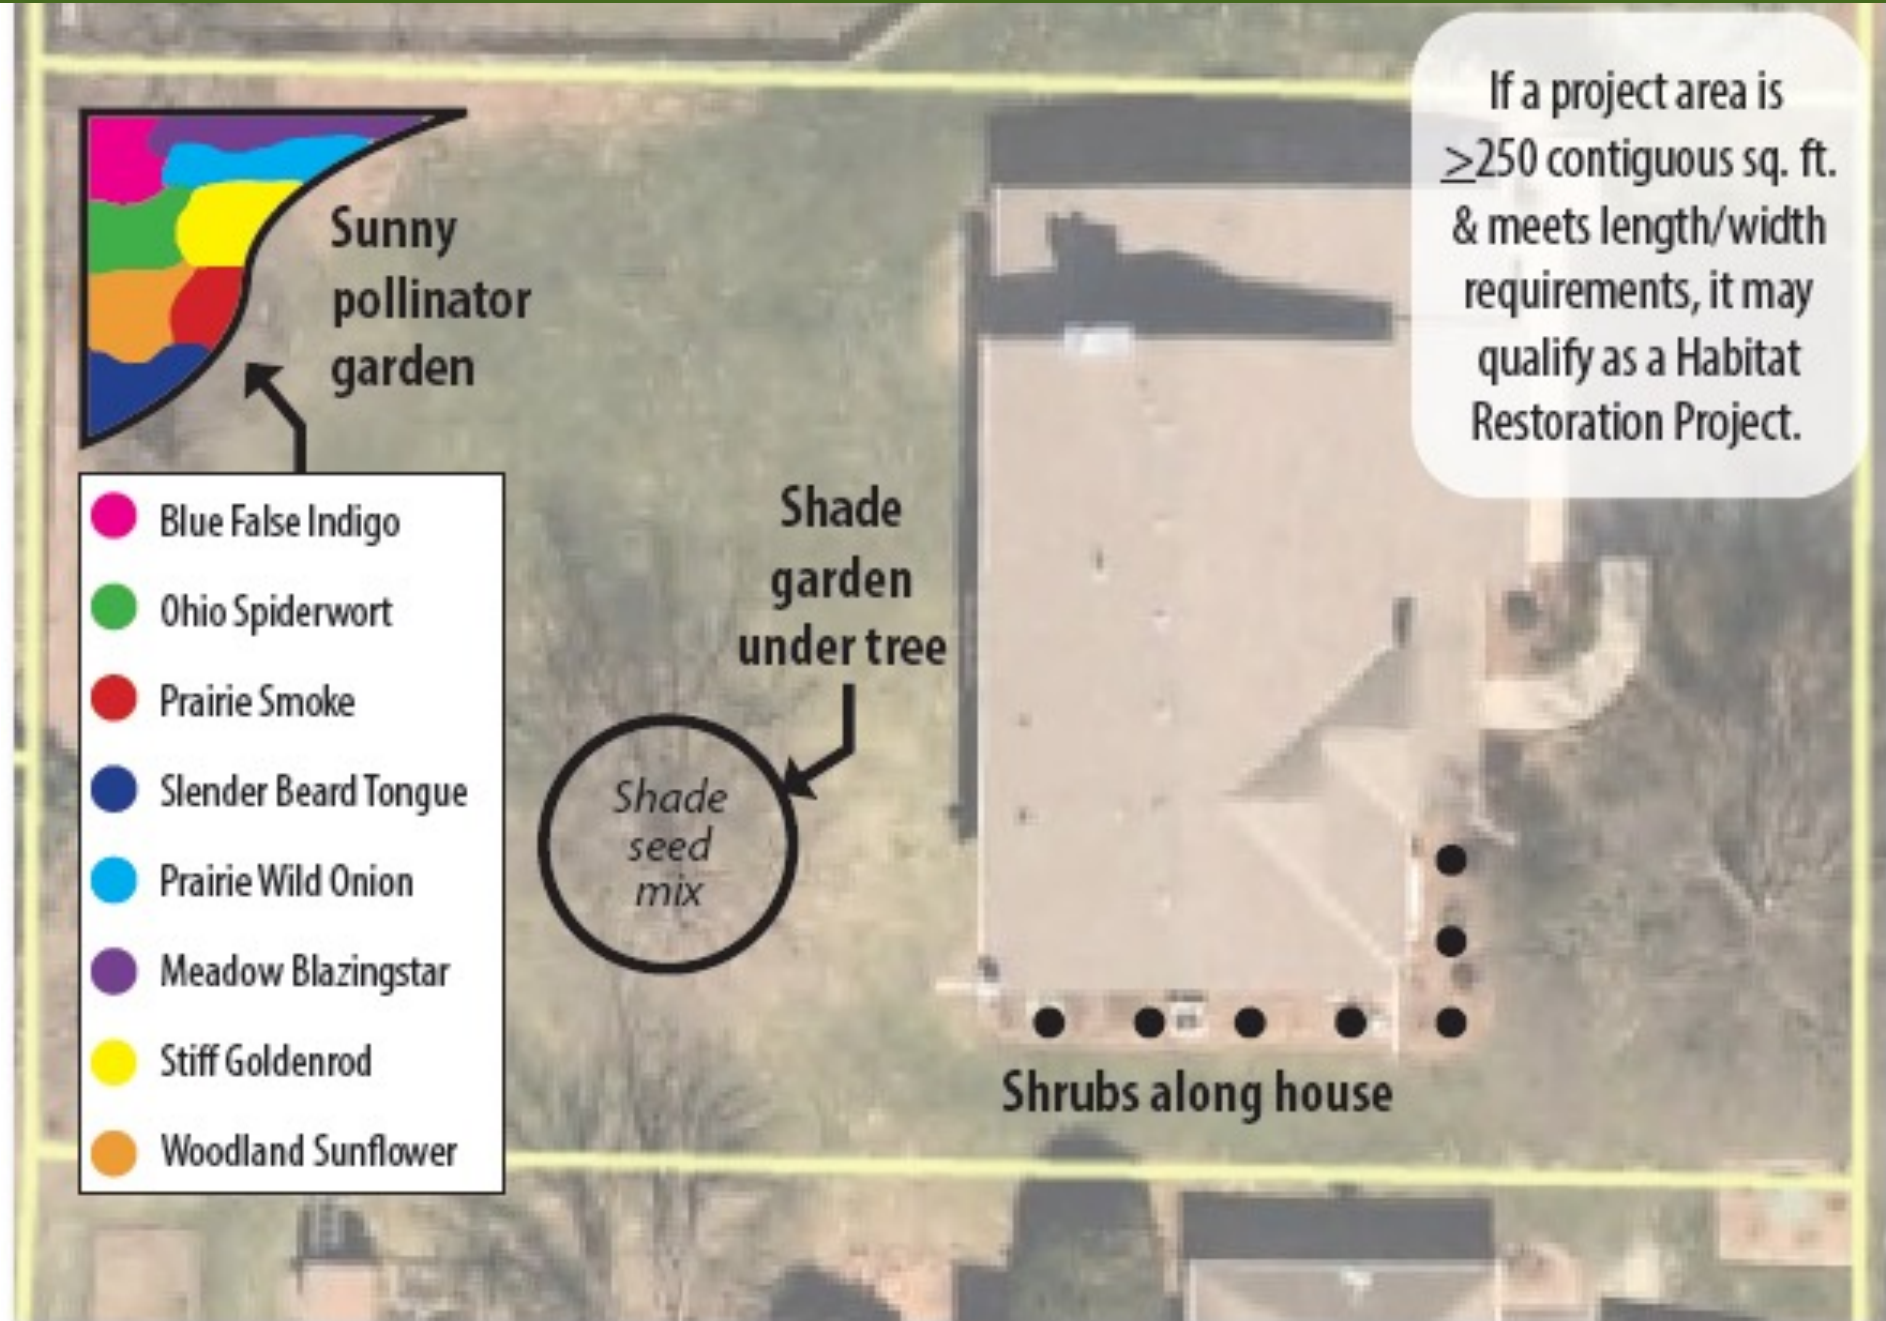 If a project area is
≥250 contiguous sq. ft.
& meets length/width
requirements, it may
qualify as a Habitat
Restoration Project.
Sunny
pollinator
garden
Blue False Indigo
Ohio Spiderwort
Prairie Smoke
Slender Beard Tongue
Prairie Wild Onion
Meadow Blazingstar
Stiff Goldenrod
Woodland Sunflower
Shade
garden
under tree
Shade
seed
mix
Shrubs along house